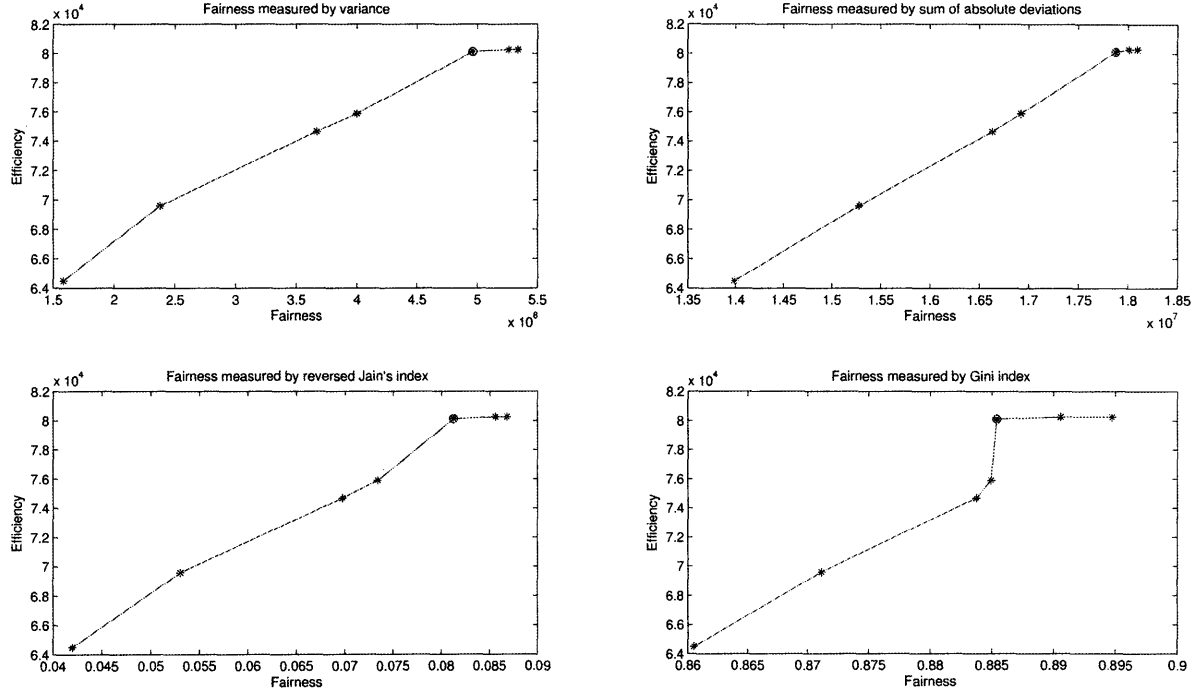 Fairness measured by variance
x 10^4
8.2
8
7.8
7.6
7.4
7.2
7
6.8
6.6
6.4
Efficiency
1.5 2 2.5 3 3.5 4 4.5 5 5.5
Fairness
x 10^6
Fairness measured by sum of absolute deviations
x 10^4
8.2
8
7.8
7.6
7.4
7.2
7
6.8
6.6
6.4
Efficiency
1.35 1.4 1.45 1.5 1.55 1.6 1.65 1.7 1.75 1.8 1.85
Fairness
x 10^7
Fairness measured by reversed Jain's index
x 10^4
8.2
8
7.8
7.6
7.4
7.2
7
6.8
6.6
6.4
Efficiency
0.04 0.045 0.05 0.055 0.06 0.065 0.07 0.075 0.08 0.085 0.09
Fairness
Fairness measured by Gini index
x 10^4
8.2
8
7.8
7.6
7.4
7.2
7
6.8
6.6
6.4
Efficiency
0.86 0.865 0.87 0.875 0.88 0.885 0.89 0.895 0.9
Fairness